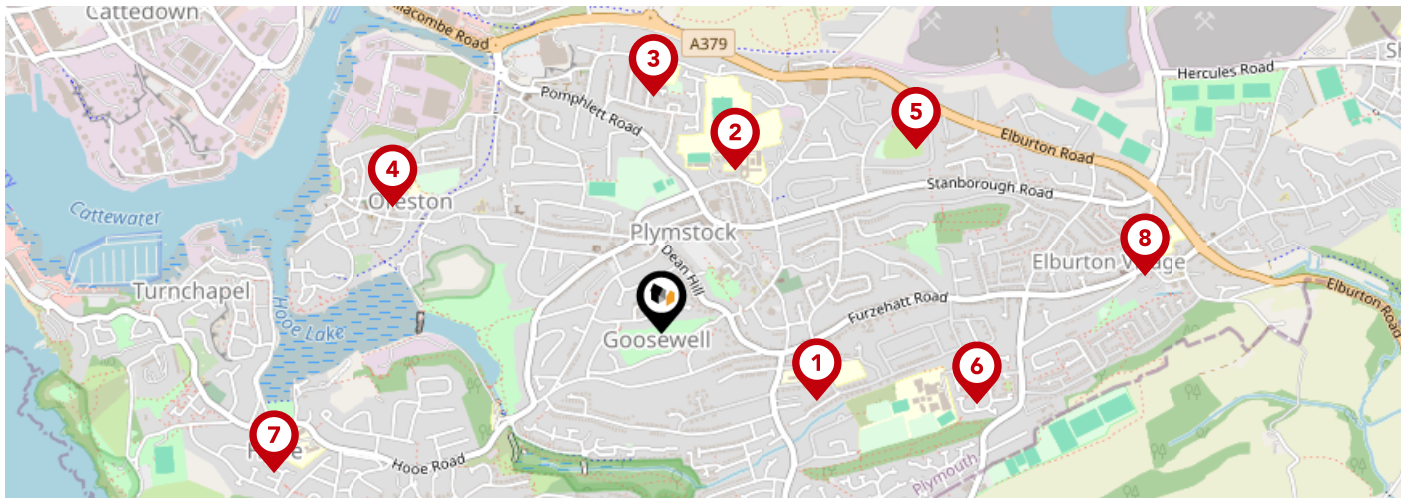 Cattedown
lacombe Road
A379
3
Hercules Road
Sh
Pomphlett Road
5
2
Elburton Road
4
Stanborough Road
Oreston
Cattewater
Plymstock
8
Elburton Village
Dean Hill
Turnchapel
Furzehatt Road
Elburton Road
Hooe Lake
Goosewell
1
6
7
Hooe
Hooe Road
Plymouth